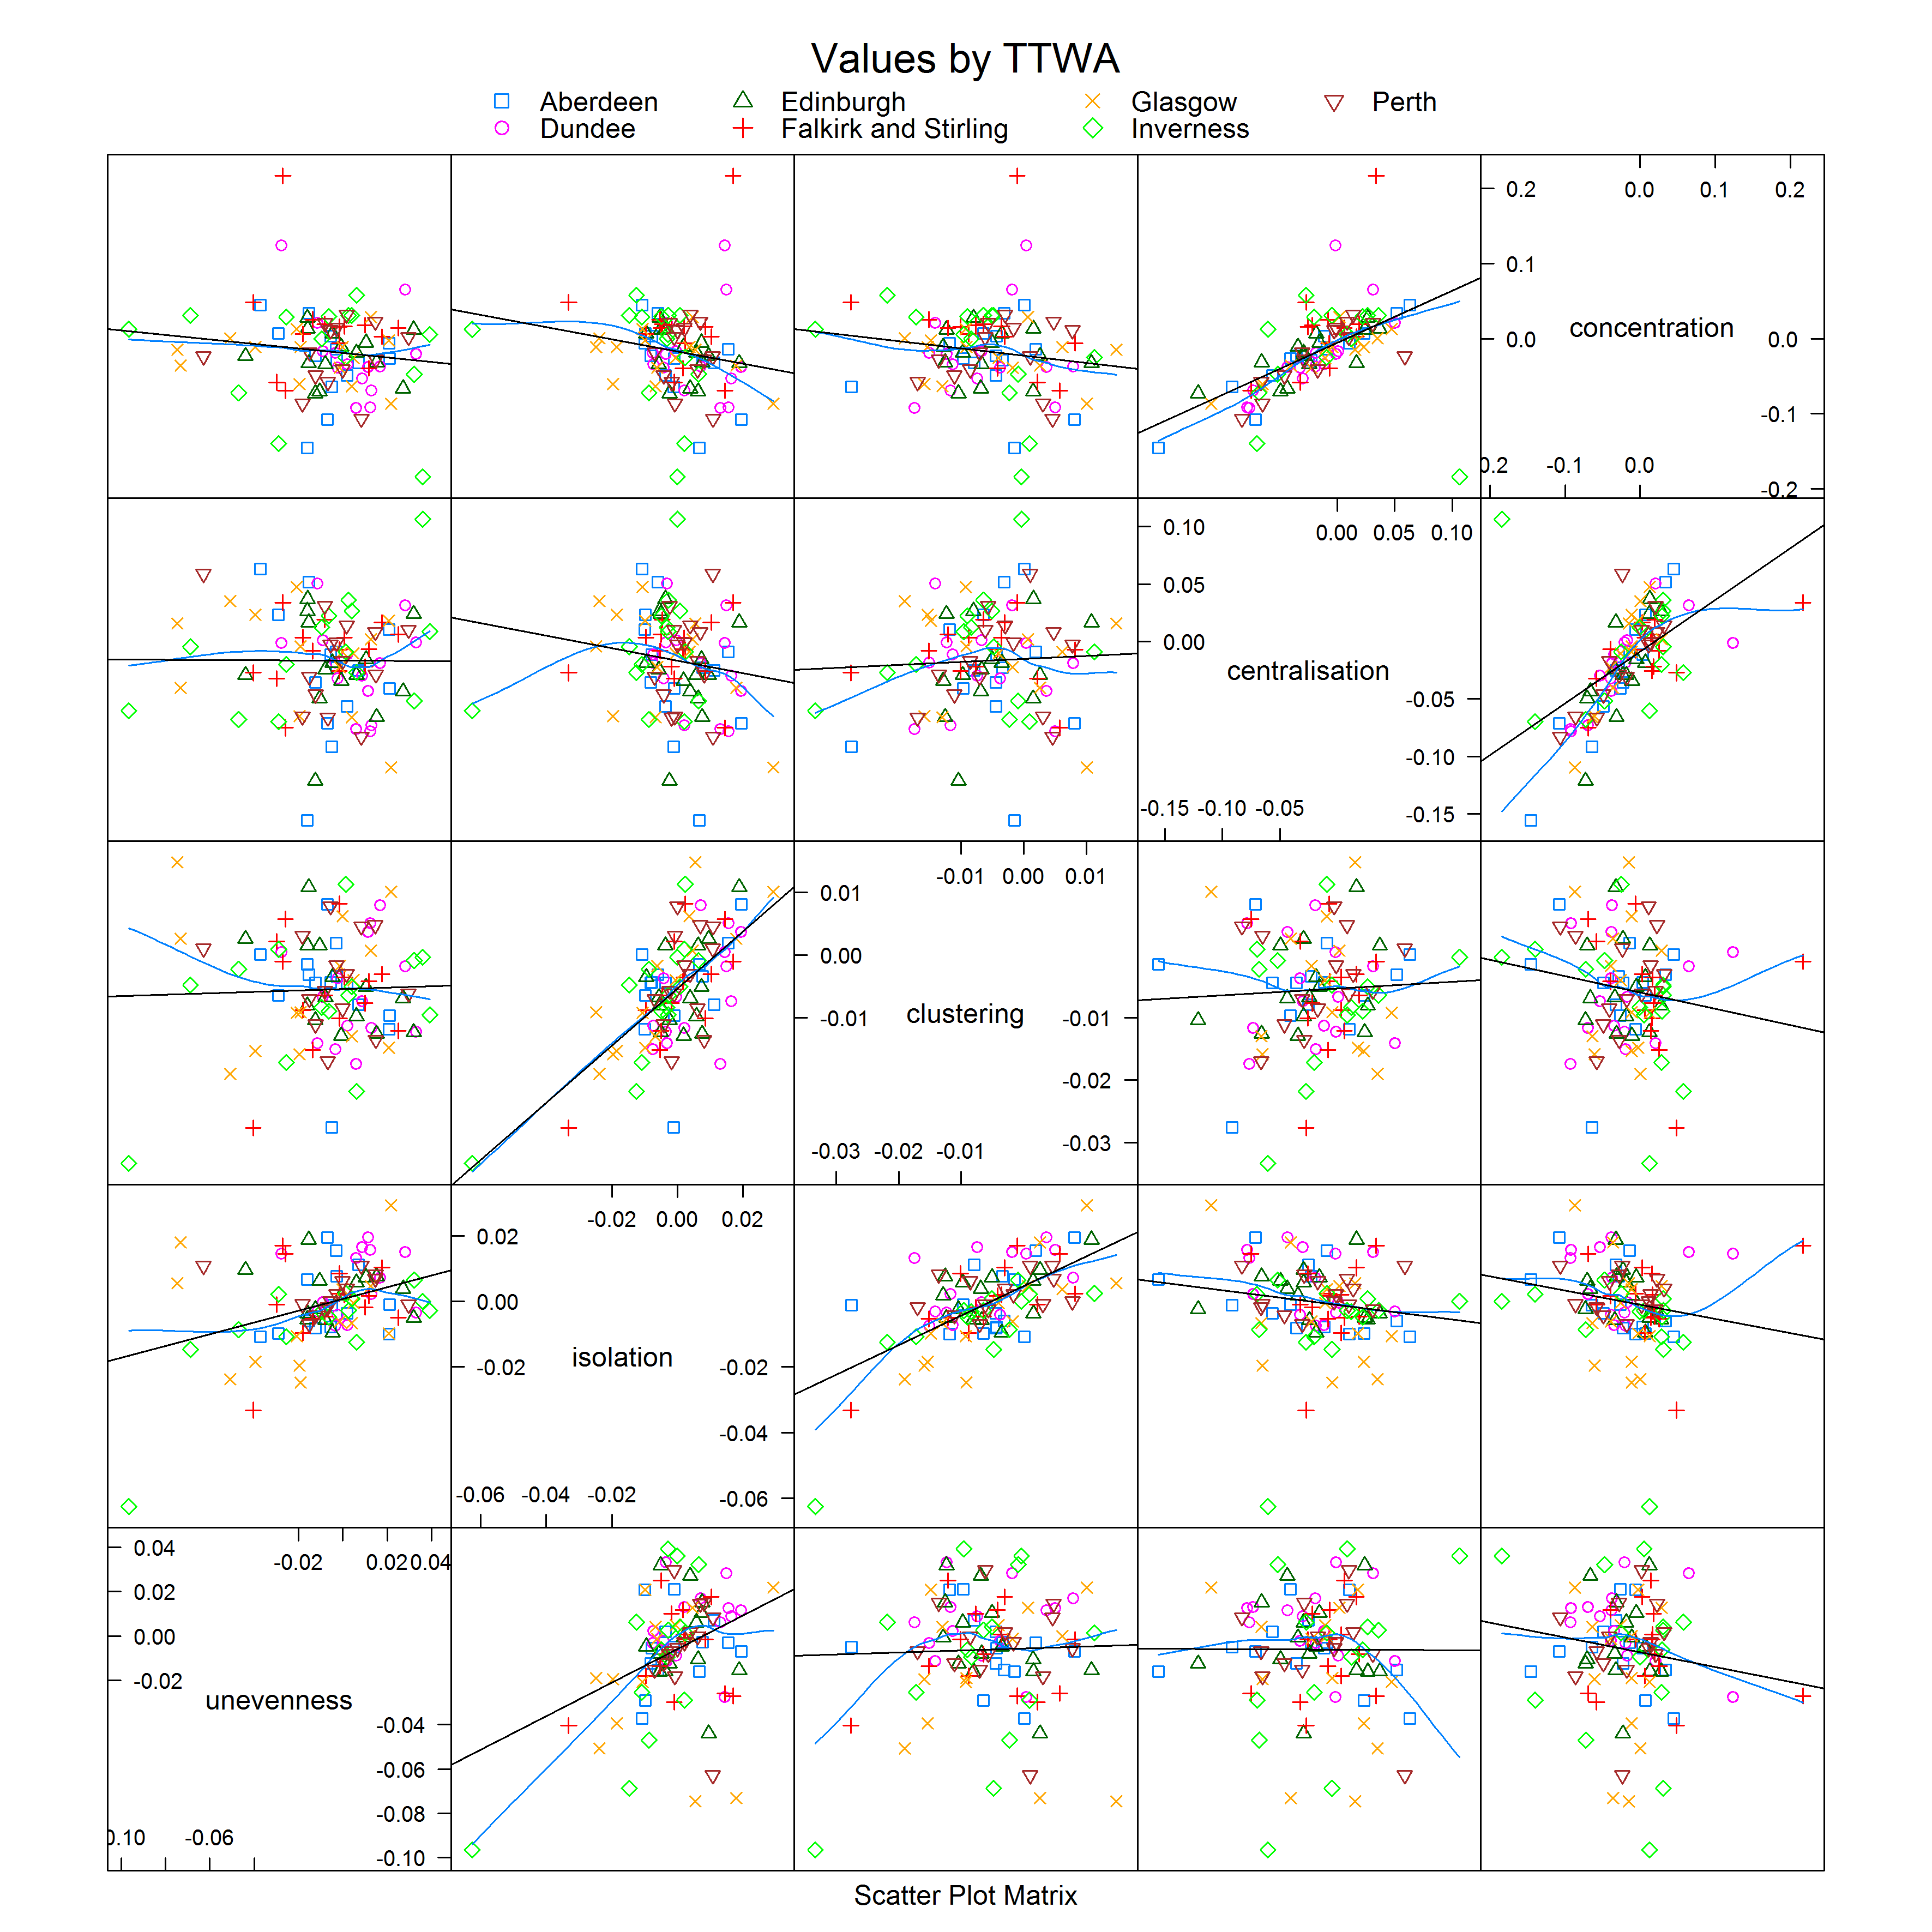 Values by TTWA
Aberdeen Edinburgh Glasgow Perth
Dundee Falkirk and Stirling Inverness
0.2 0.0 0.1 0.2
0.1
concentration
0.0 0.0
-0.1
0.2 -0.1 0.0
-0.2
0.10 0.00 0.05 0.10
0.05
0.00
centralisation
-0.05
-0.10
-0.15 -0.10 -0.05
-0.15
-0.01 0.00 0.01
0.01
0.00
-0.01 clustering -0.01
-0.02
-0.03 -0.02 -0.01
-0.03
-0.02 0.00 0.02
0.02
0.00
isolation
-0.02 -0.02
-0.04
-0.06 -0.04 -0.02
-0.06
0.04 -0.02 0.02 0.04
0.02
0.00
-0.02
unevenness
-0.04
-0.06
-0.08
0.10 -0.06
-0.10
Scatter Plot Matrix